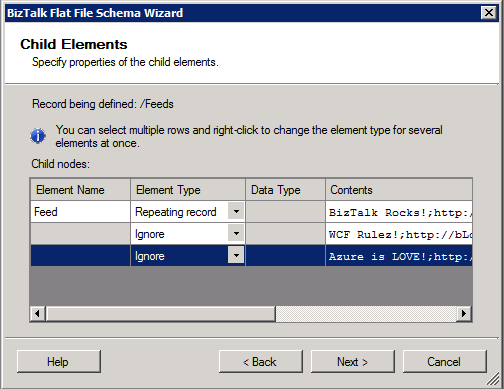 BizTalk Flat File Schema Wizard
Child Elements
Specify properties of the child elements.
Record being defined: /Feeds
You can select multiple rows and right-click to change the element type for several
elements at once.
Child nodes:
Element Name Element Type Data Type Contents
Feed Repeating record BizTalk Rocks!;http:/
Ignore WCF Rulez!;http://bLo
Ignore Azure is LOVE!;http:/
Help < Back Next > Cancel